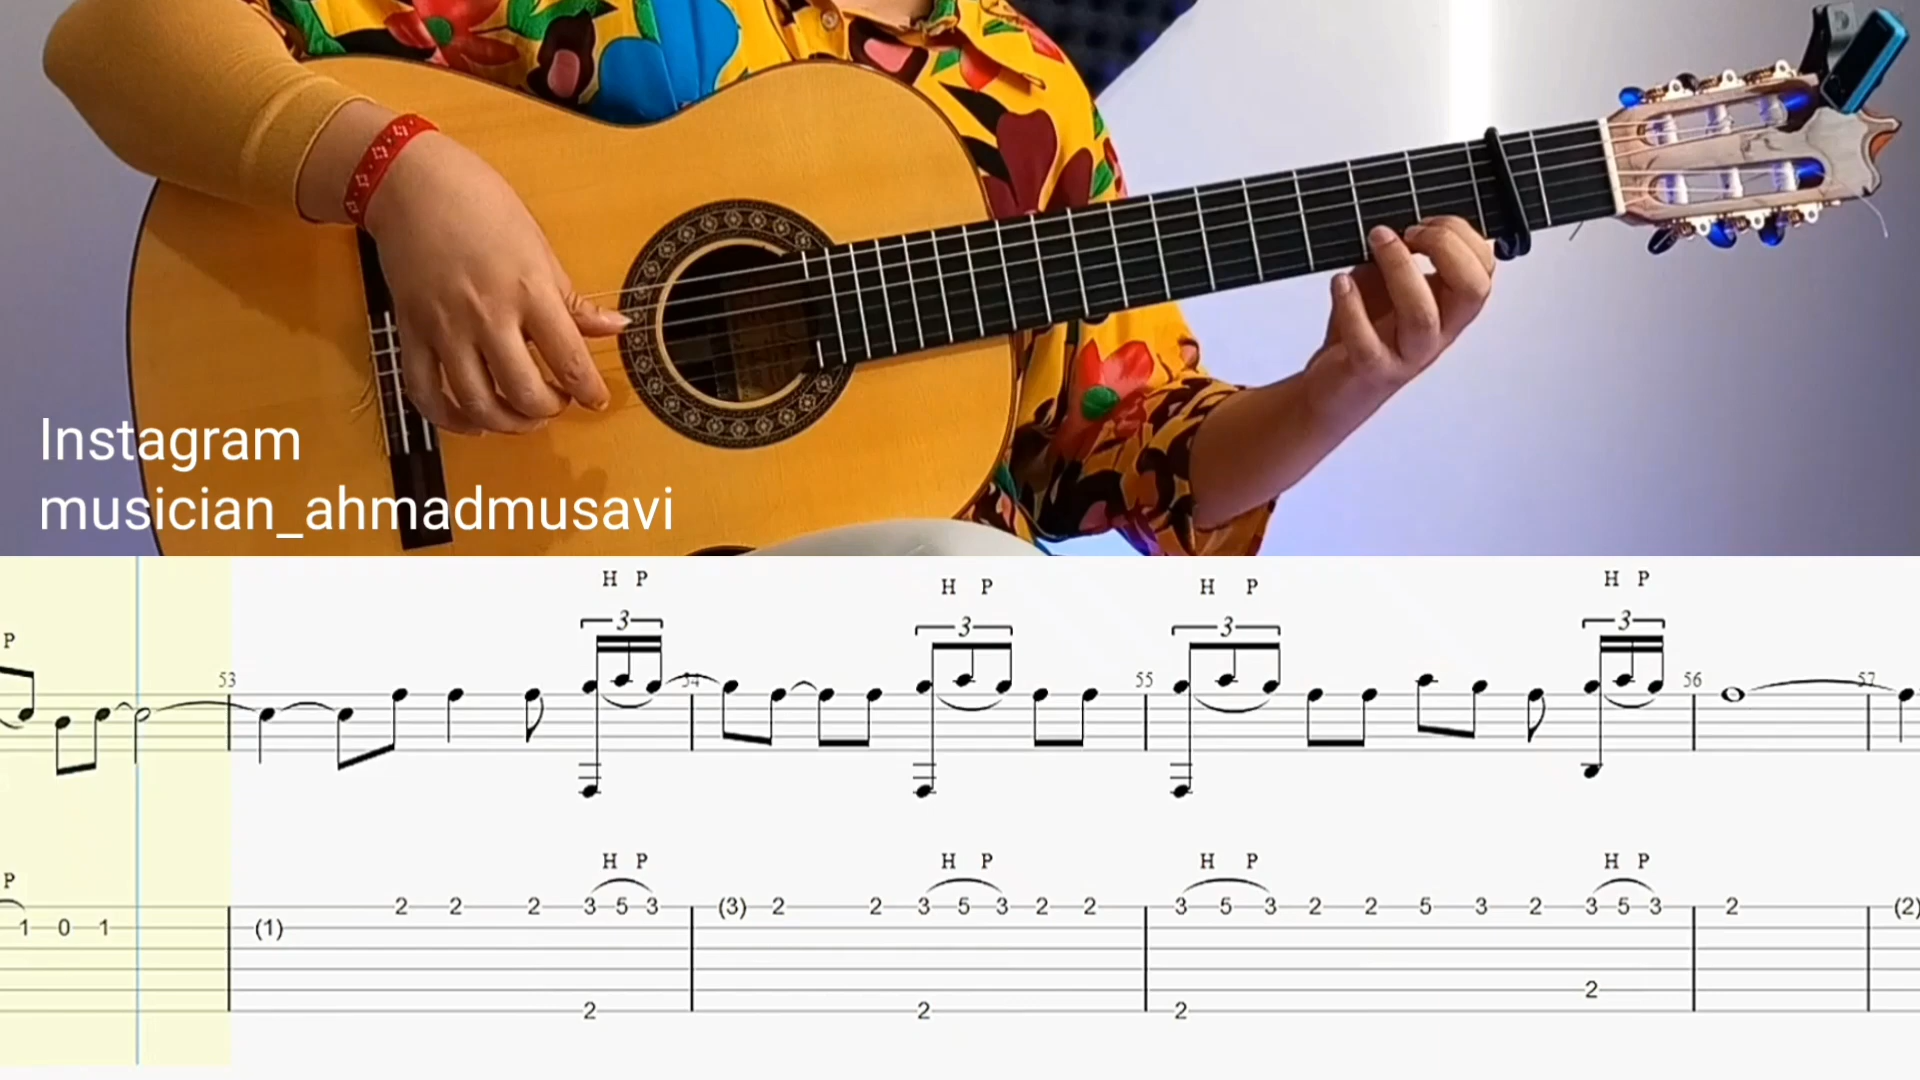 Instagram
musician_ahmadmusavi
H P H P H P H P
P 3 3 3 3
53 54 55 56 57
H P H P H P H P
P
2 2 2 3 5 3 (3) 2 2 3 5 3 2 2 3 5 3 2 2 5 3 2 3 5 3 2 (2)
1 0 1 (1)
2
2 2 2